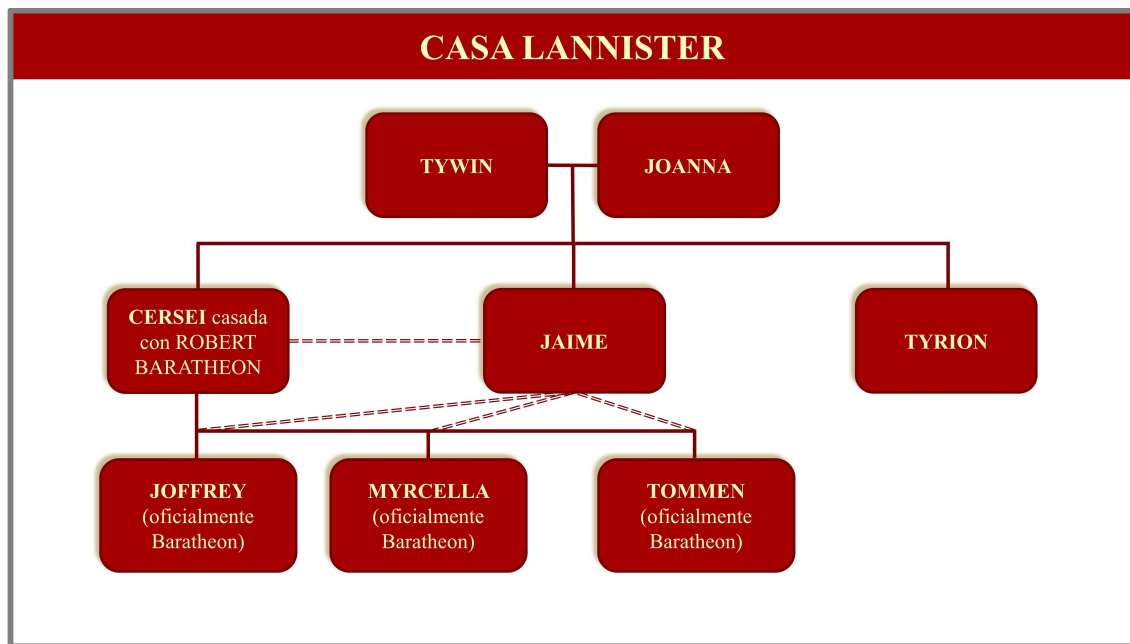 CASA LANNISTER
TYWIN
JOANNA
CERSEI casada
con ROBERT
BARATHEON
JAIME
TYRION
JOFFREY
(oficialmente
Baratheon)
MYRCELLA
(oficialmente
Baratheon)
TOMMEN
(oficialmente
Baratheon)